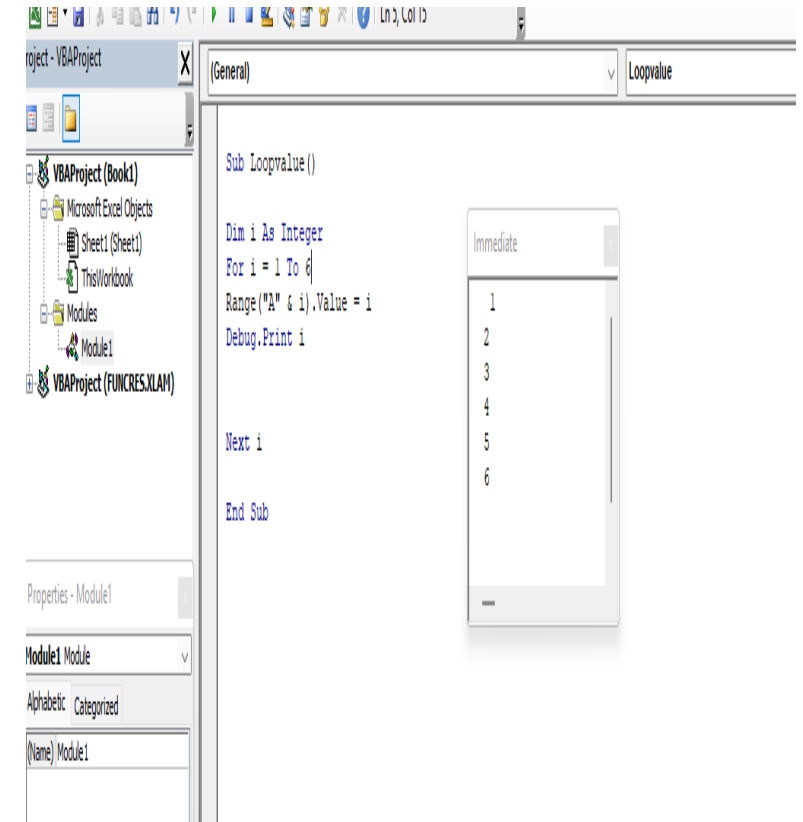 Ln 5, Col 15
roject - VBAProject
X
(General)
Loopvalue
VBAProject (Book1)
Microsoft Excel Objects
Sheet1 (Sheet1)
ThisWorkbook
Modules
Module1
VBAProject (FUNCRES.XLAM)
Sub Loopvalue()
Dim i As Integer
For i = 1 To 6
Range("A" & i).Value = i
Debug.Print i
Next i
End Sub
Immediate
1
2
3
4
5
6
Properties - Module1
Module1 Module
Alphabetic Categorized
(Name) Module1